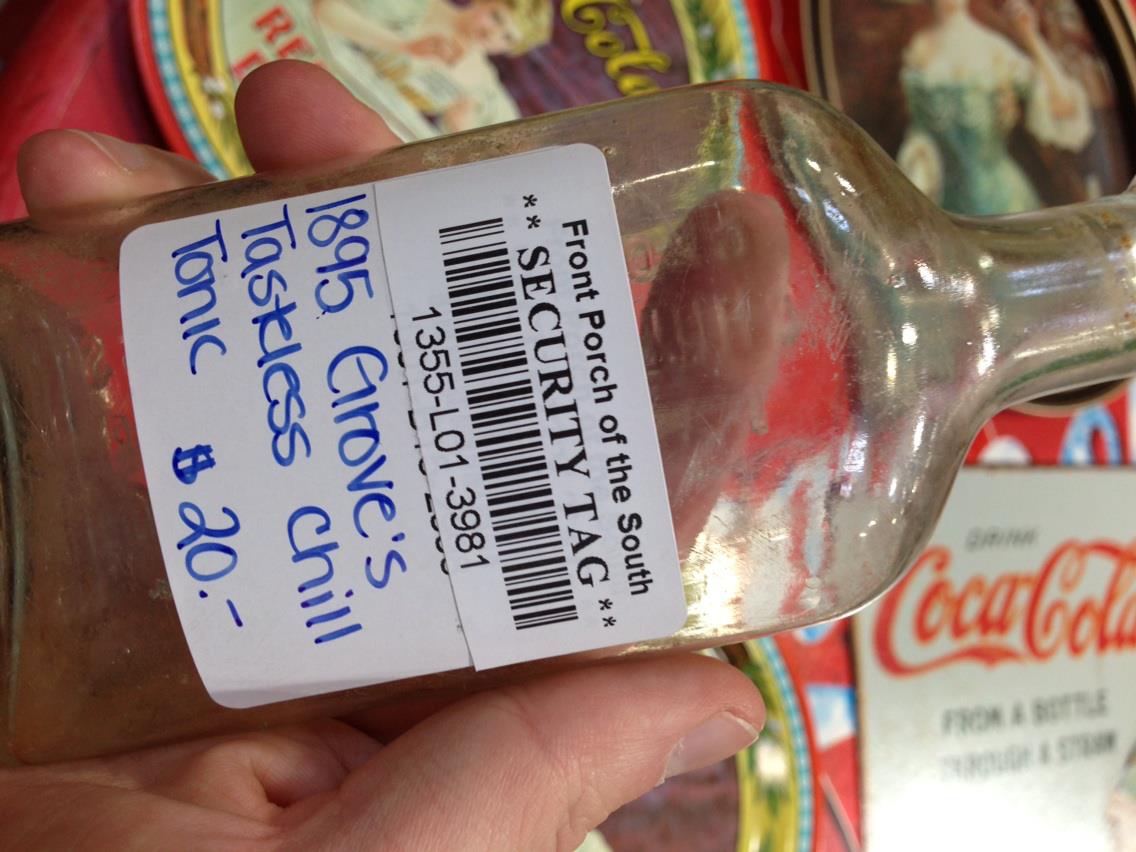 Front Porch of the South
** SECURITY TAG **
1355-L01-3981
1895 Grove's
Tasteless Chill
Tonic $20.-
Cola
DRINK
Coca-Cola
FROM A BOTTLE
THROUGH A STRAW